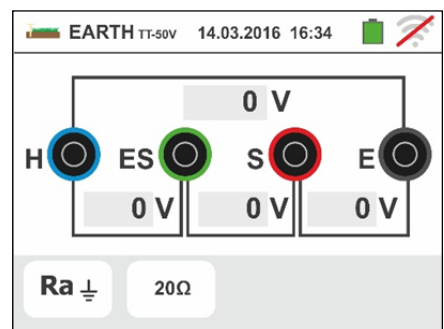 EARTH TT-50V 14.03.2016 16:34
0 V
H ES S E
0 V 0 V 0 V
Ra 20Ω